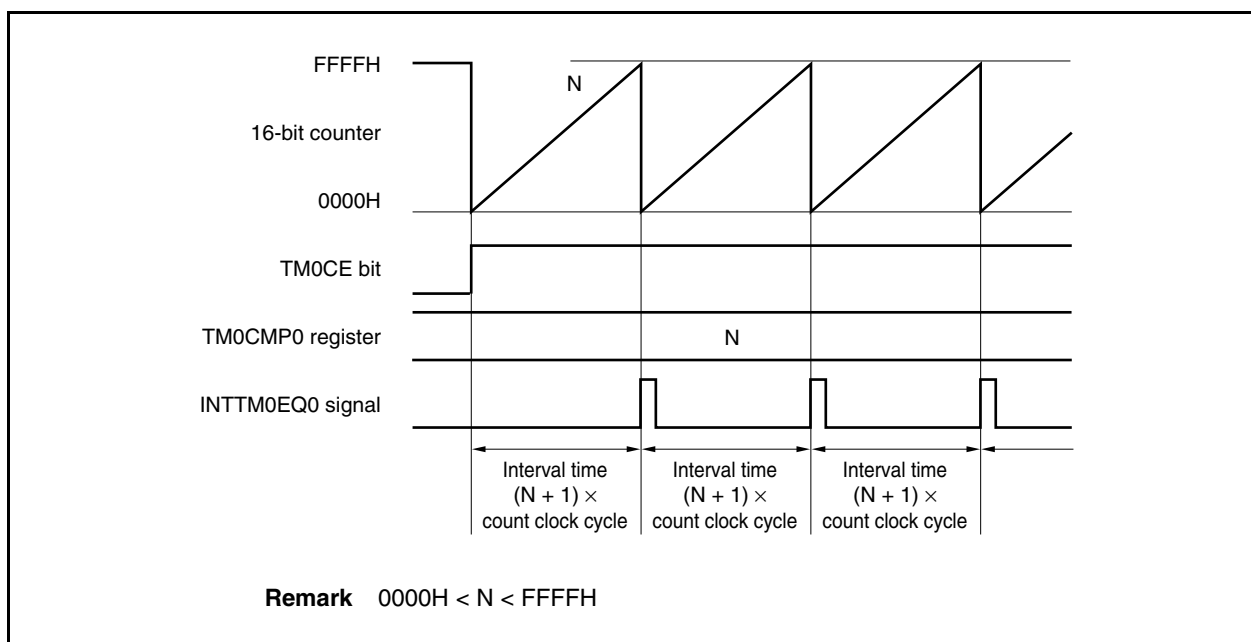 FFFFH
N
16-bit counter
0000H
TM0CE bit
TM0CMP0 register
N
INTTM0EQ0 signal
Interval time
(N + 1) ×
count clock cycle
Interval time
(N + 1) ×
count clock cycle
Interval time
(N + 1) ×
count clock cycle
Remark 0000H < N < FFFFH